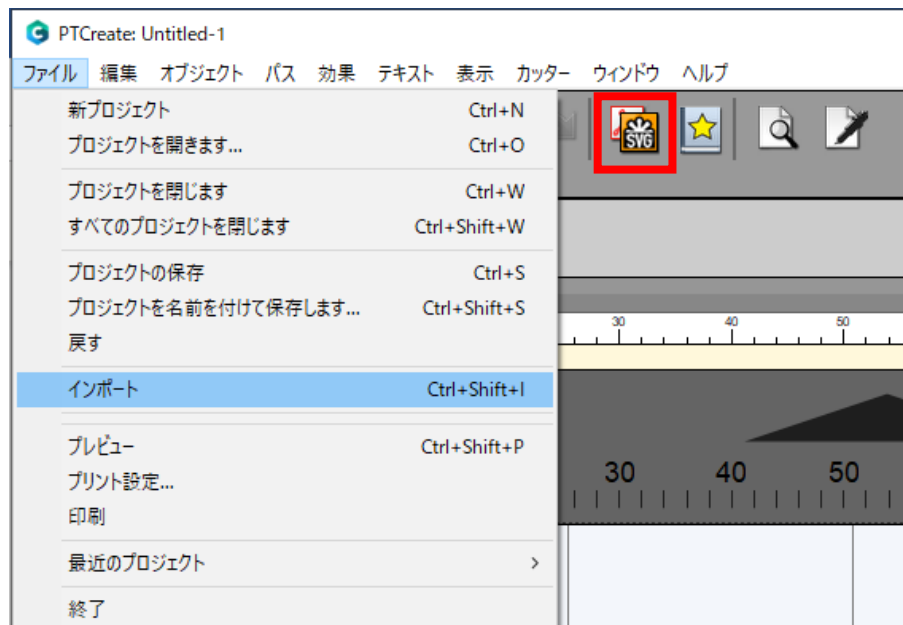 PTCreate: Untitled-1
ファイル 編集 オブジェクト パス 効果 テキスト 表示 カッター ウィンドウ ヘルプ
新プロジェクト Ctrl+N
プロジェクトを開きます... Ctrl+O
プロジェクトを閉じます Ctrl+W
すべてのプロジェクトを閉じます Ctrl+Shift+W
プロジェクトの保存 Ctrl+S
プロジェクトを名前を付けて保存します... Ctrl+Shift+S
戻す
インポート Ctrl+Shift+I
プレビュー Ctrl+Shift+P
プリント設定...
印刷
最近のプロジェクト
終了
SVG
30 40 50
30 40 50